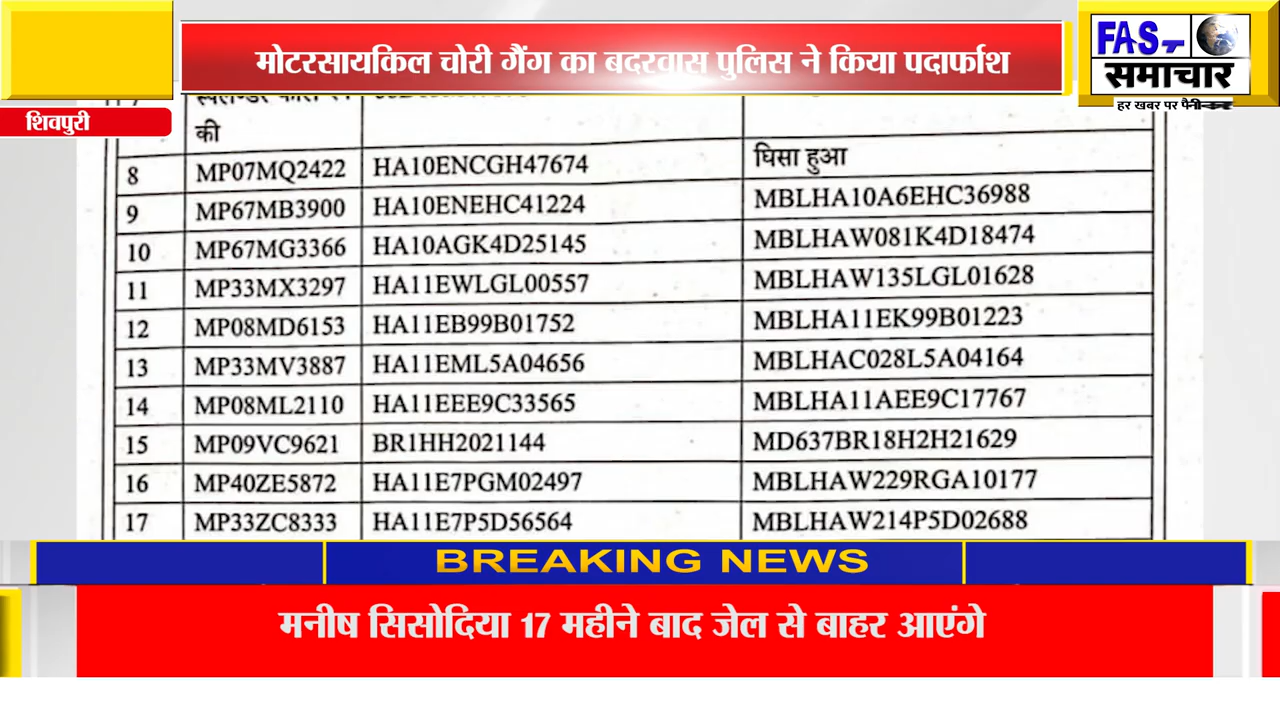 मोटरसायकिल चोरी गैंग का बदरवास पुलिस ने किया पदार्फाश
FAS
समाचार
हर खबर पर
शिवपुरी
की
8 MP07MQ2422 HA10ENCGH47674 घिसा हुआ
9 MP67MB3900 HA10ENEHC41224 MBLHA10A6EHC36988
10 MP67MG3366 HA10AGK4D25145 MBLHAW081K4D18474
11 MP33MX3297 HA11EWLGL00557 MBLHAW135LGL01628
12 MP08MD6153 HA11EB99B01752 MBLHA11EK99B01223
13 MP33MV3887 HA11EML5A04656 MBLHAC028L5A04164
14 MP08ML2110 HA11EEE9C33565 MBLHA11AEE9C17767
15 MP09VC9621 BR1HH2021144 MD637BR18H2H21629
16 MP40ZE5872 HA11E7PGM02497 MBLHAW229RGA10177
17 MP33ZC8333 HA11E7P5D56564 MBLHAW214P5D02688
BREAKING NEWS
मनीष सिसोदिया 17 महीने बाद जेल से बाहर आएंगे